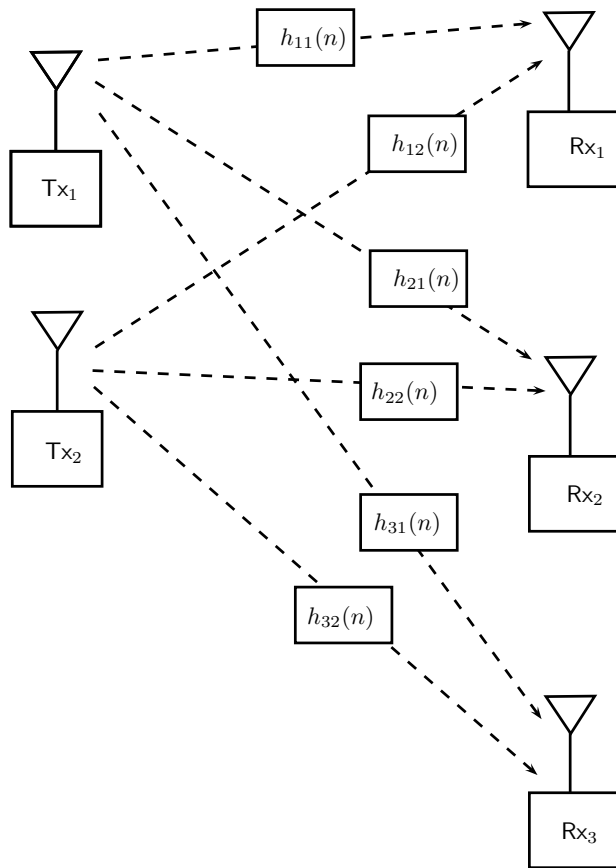 h₁₁(n)
h₁₂(n)
Rx₁
Tx₁
h₂₁(n)
h₂₂(n)
Tx₂
Rx₂
h₃₁(n)
h₃₂(n)
Rx₃